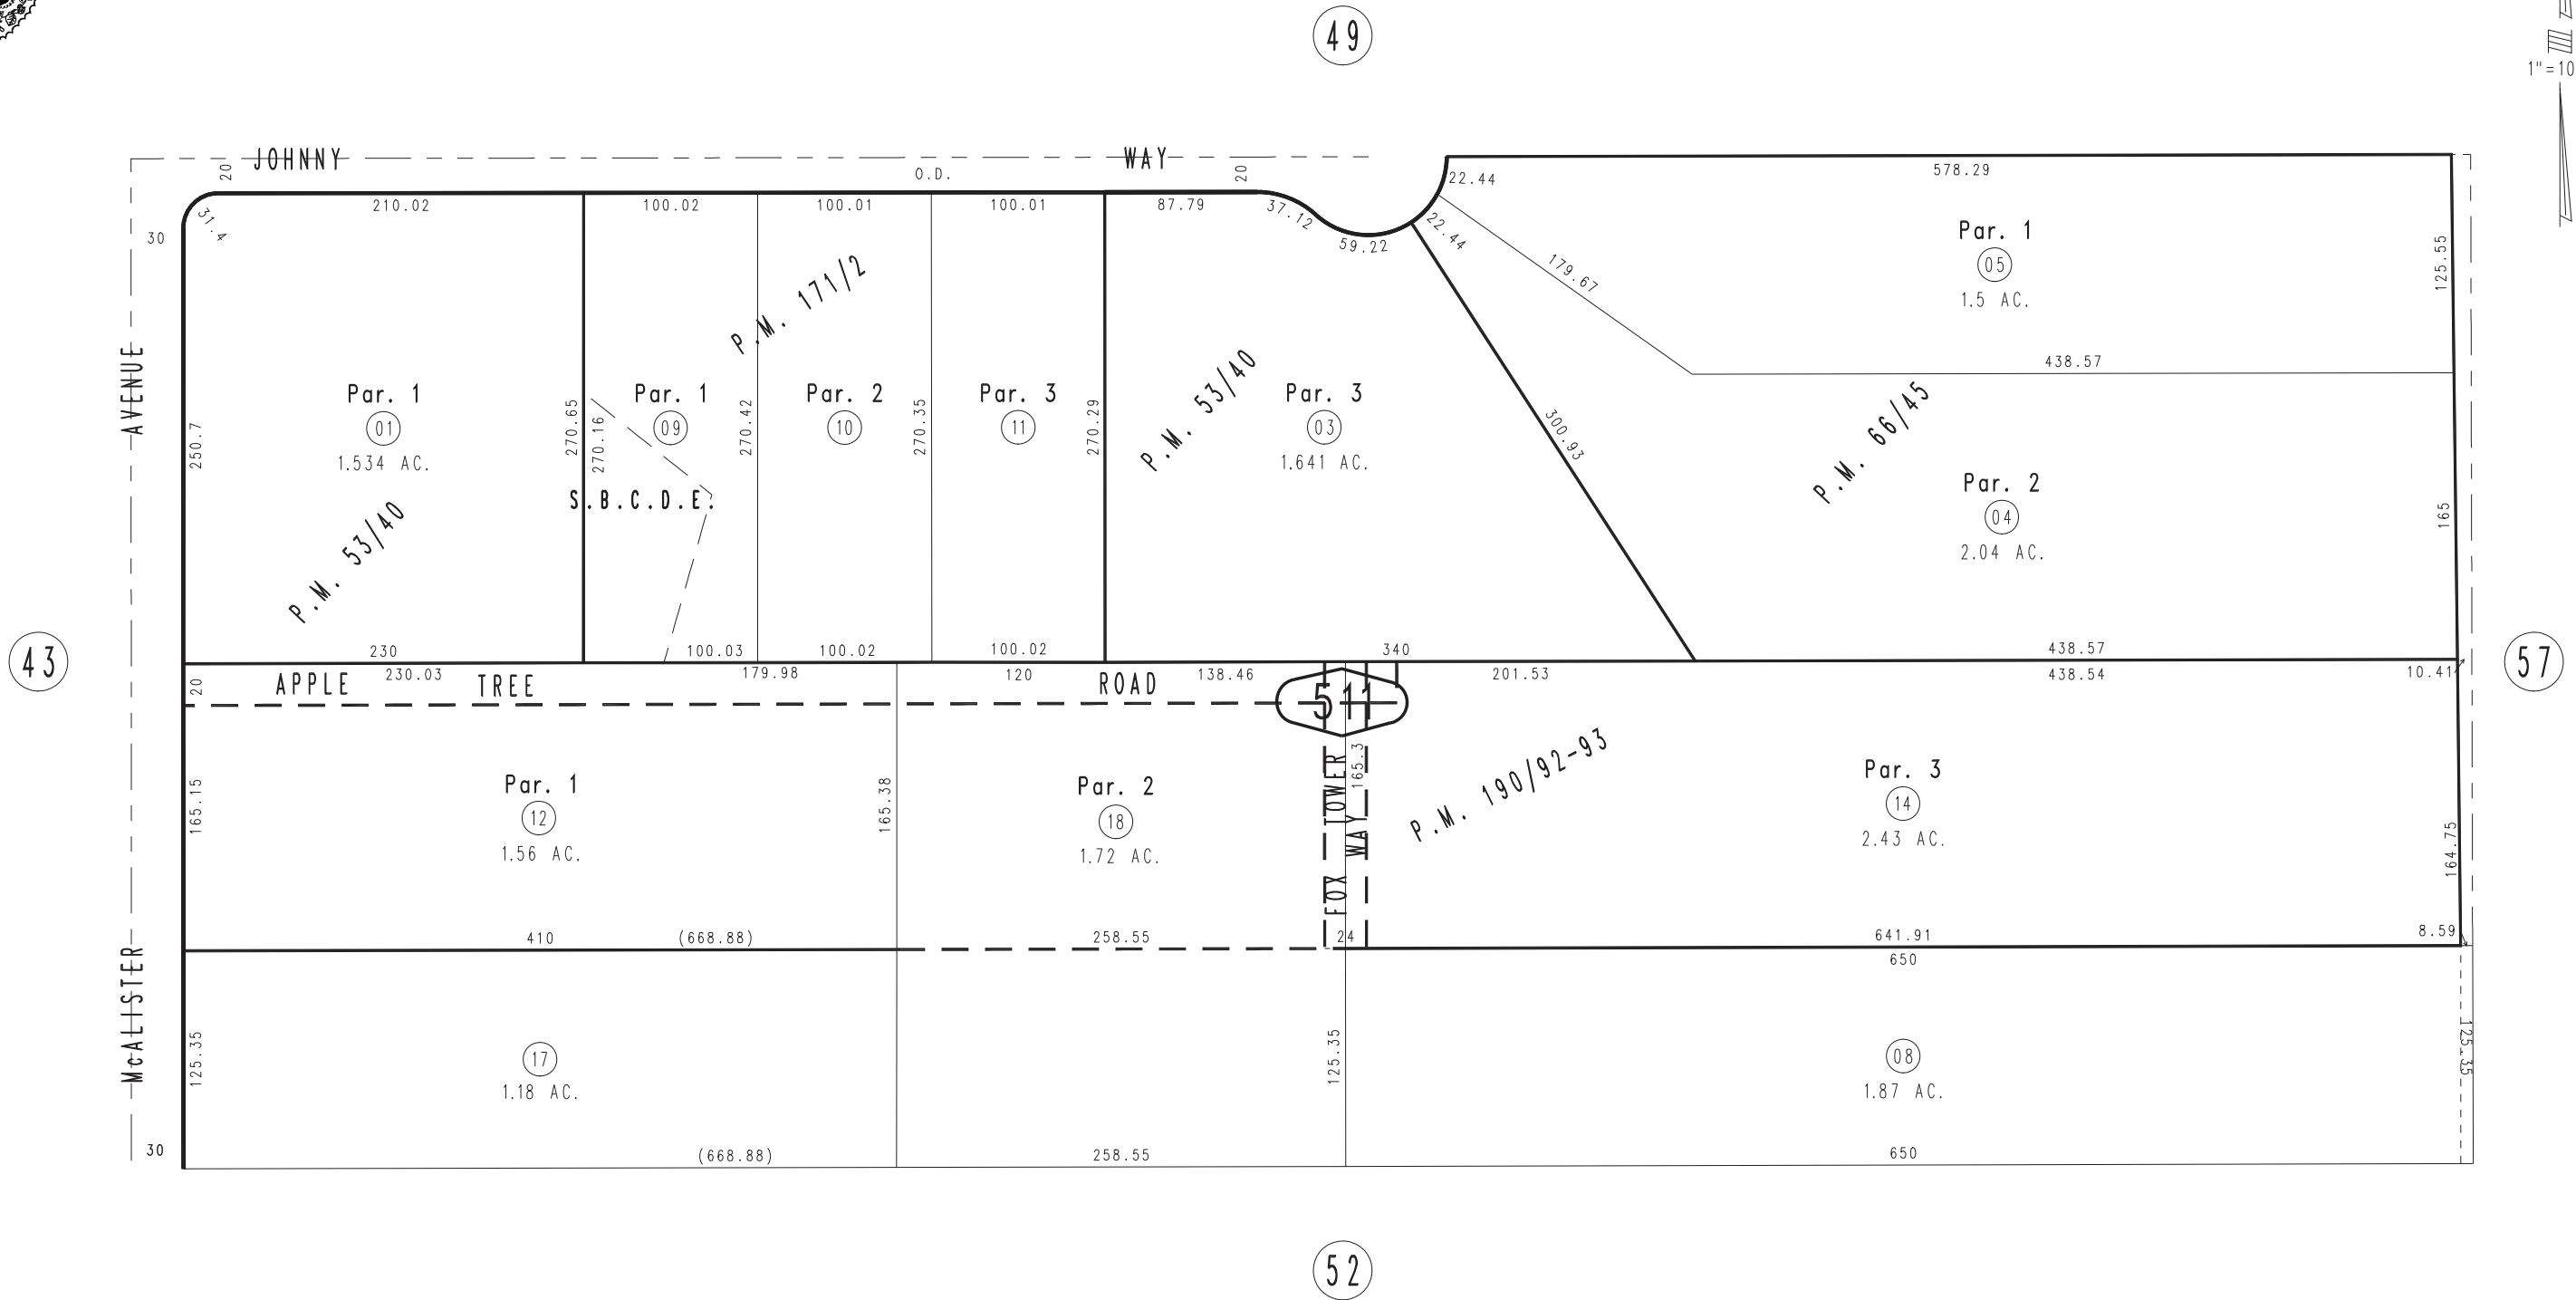 49
1"=10
JOHNNY WAY
20
O.D.
20
22.44
578.29
31.4
210.02
100.02
100.01
100.01
87.79
37.12
59.22
22.44
30
AVENUE
P.M. 171/2
179.67
Par. 1
05
1.5 AC.
125.55
438.57
Par. 1
01
1.534 AC.
250.7
270.65
270.16
Par. 1
09
270.42
Par. 2
10
270.35
Par. 3
11
270.29
P.M. 53/40
Par. 3
03
1.641 AC.
300.93
P.M. 66/45
Par. 2
04
2.04 AC.
165
S.B.C.D.E.
P.M. 53/40
230
100.03
100.02
100.02
340
438.57
43
57
20
APPLE TREE ROAD
230.03
179.98
120
138.46
201.53
438.54
10.41
511
165.15
Par. 1
12
1.56 AC.
165.38
Par. 2
18
1.72 AC.
FOX TOWER
WAY
165.3
P.M. 190/92-93
Par. 3
14
2.43 AC.
164.75
410
(668.88)
258.55
24
641.91
8.59
650
McALISTER
125.35
17
1.18 AC.
125.35
08
1.87 AC.
125.35
30
(668.88)
258.55
650
52